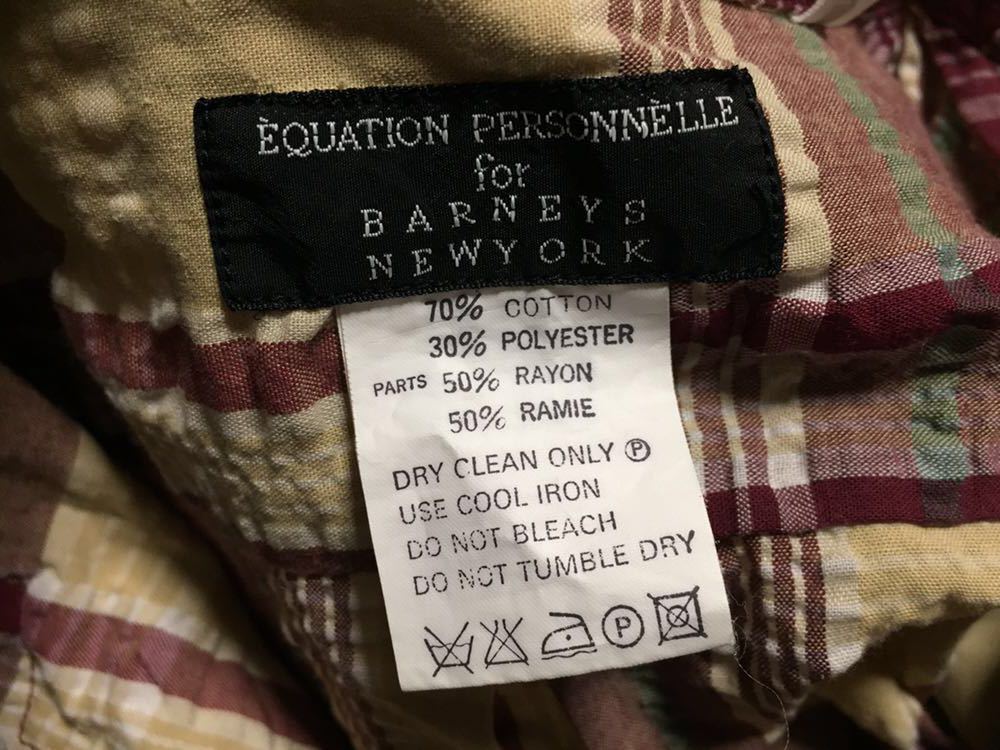 ÈQUATION PERSONNÈLLE
for
BARNEYS
NEWYORK
70% COTTON
30% POLYESTER
PARTS 50% RAYON
50% RAMIE
DRY CLEAN ONLY Ⓟ
USE COOL IRON
DO NOT BLEACH
DO NOT TUMBLE DRY
P